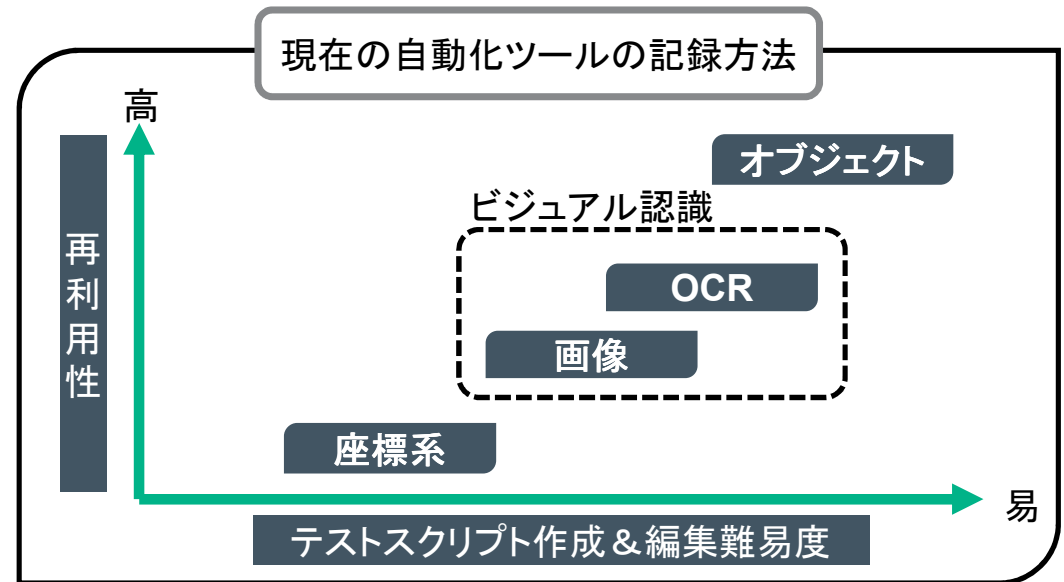 現在の自動化ツールの記録方法
高
再利用性
オブジェクト
ビジュアル認識
OCR
画像
座標系
易
テストスクリプト作成＆編集難易度